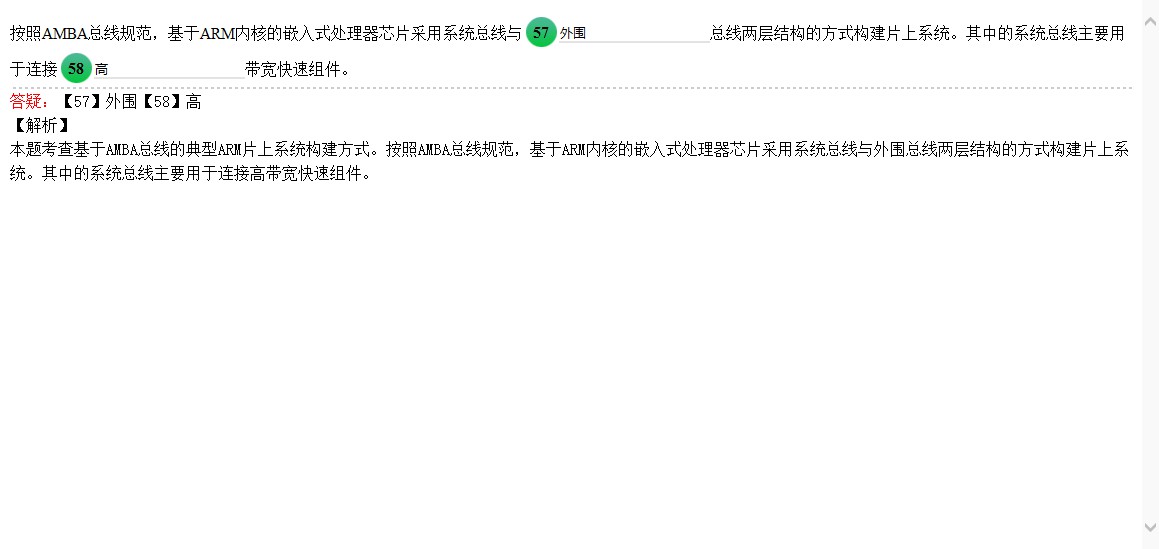 按照AMBA总线规范，基于ARM内核的嵌入式处理器芯片采用系统总线与 57 外围 总线两层结构的方式构建片上系统。其中的系统总线主要用
于连接 58 高 带宽快速组件。
答疑：【57】外围【58】高
【解析】
本题考查基于AMBA总线的典型ARM片上系统构建方式。按照AMBA总线规范，基于ARM内核的嵌入式处理器芯片采用系统总线与外围总线两层结构的方式构建片上系
统。其中的系统总线主要用于连接高带宽快速组件。